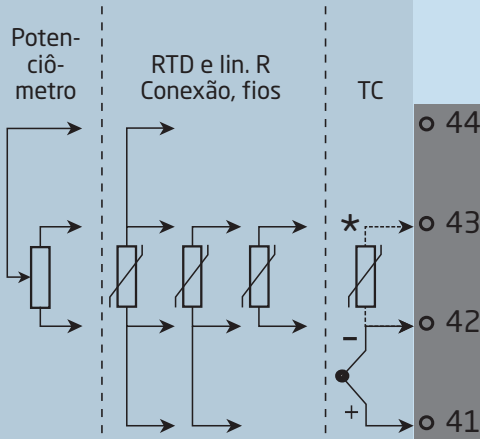 Poten-
ciô-
metro
RTD e lin. R
Conexão, fios
TC
44
*
43
42
-
+
41